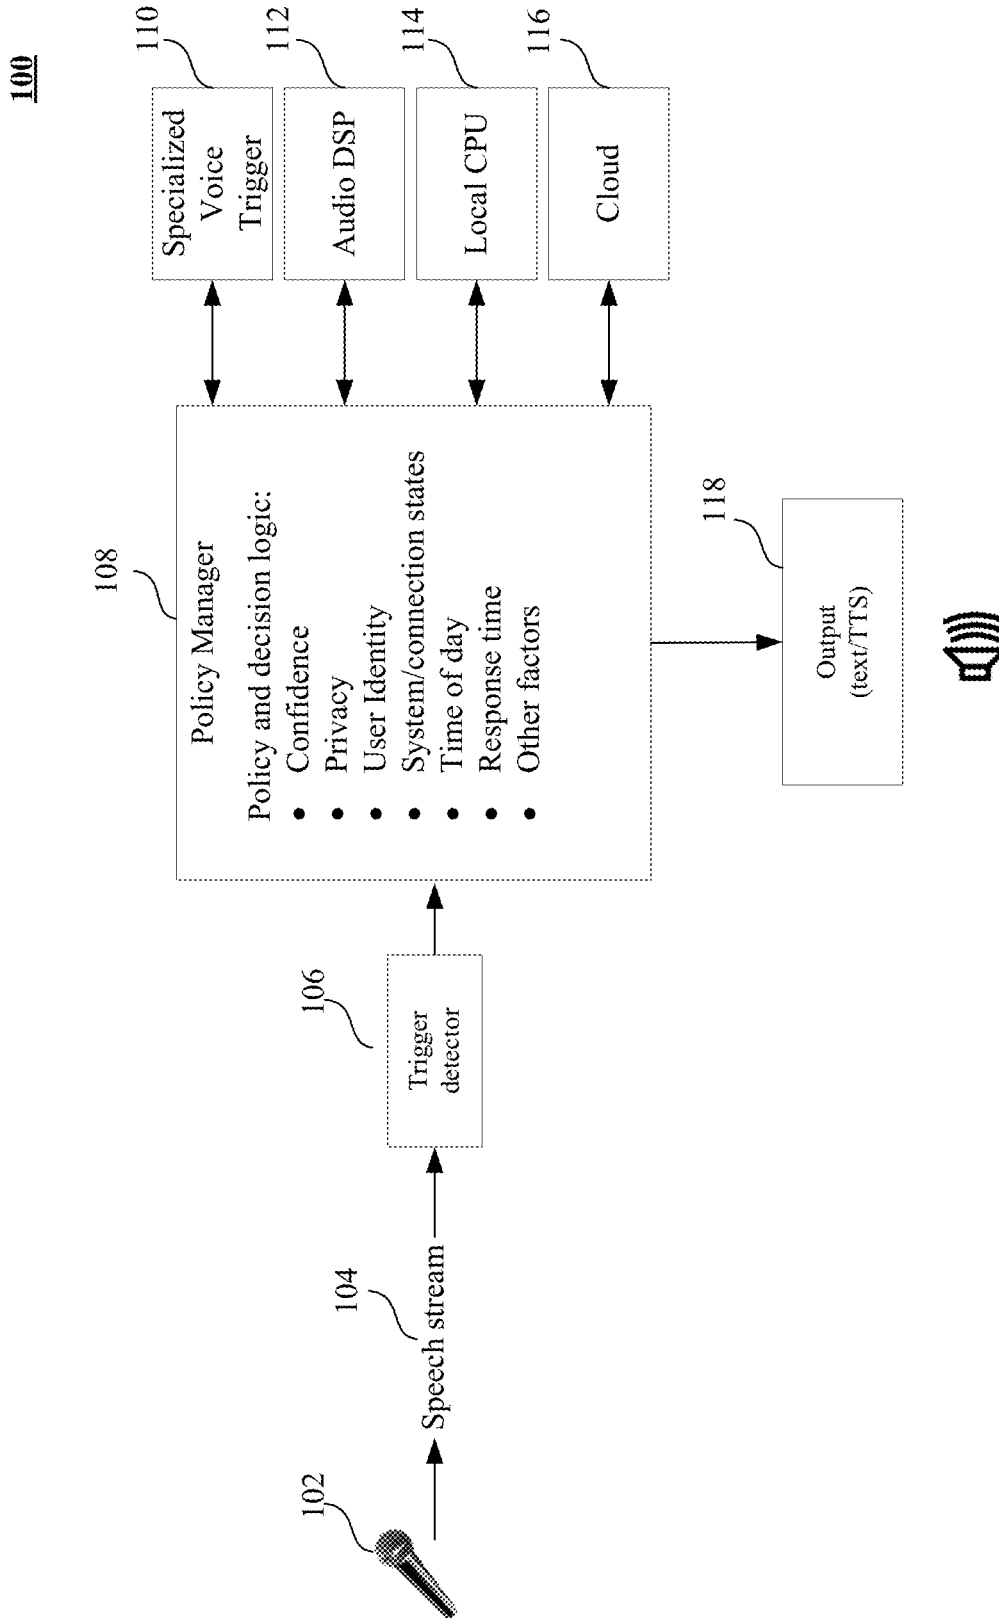 100
102
104
Speech stream
106
Trigger
detector
108
Policy Manager
Policy and decision logic:
• Confidence
• Privacy
• User Identity
• System/connection states
• Time of day
• Response time
• Other factors
110
Specialized
Voice
Trigger
112
Audio DSP
114
Local CPU
116
Cloud
118
Output
(text/TTS)